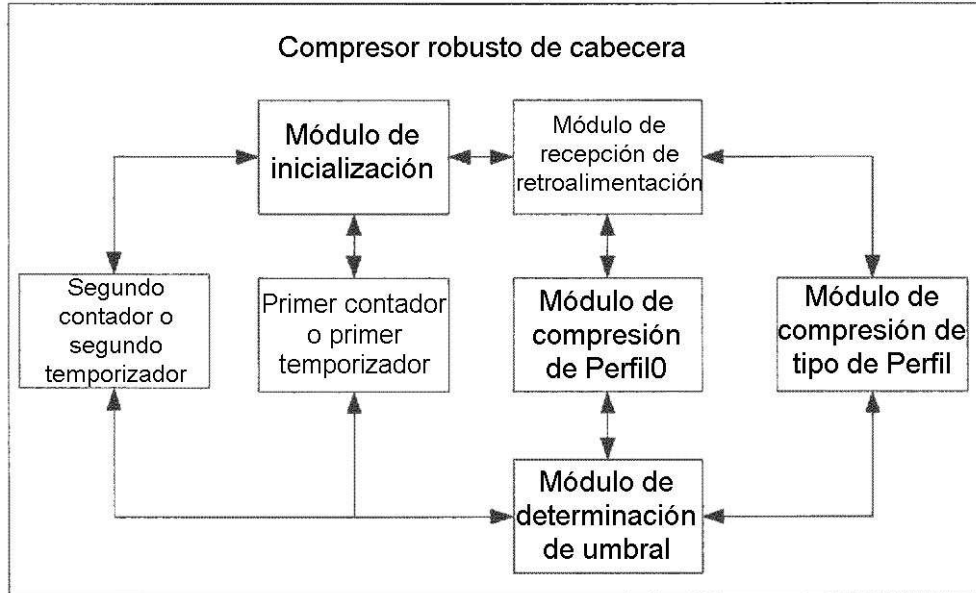 Compresor robusto de cabecera
Módulo de
inicialización
Módulo de
recepción de
retroalimentación
Segundo
contador o
segundo
temporizador
Primer contador
o primer
temporizador
Módulo de
compresión
de Perfil0
Módulo de
compresión de
tipo de Perfil
Módulo de
determinación
de umbral